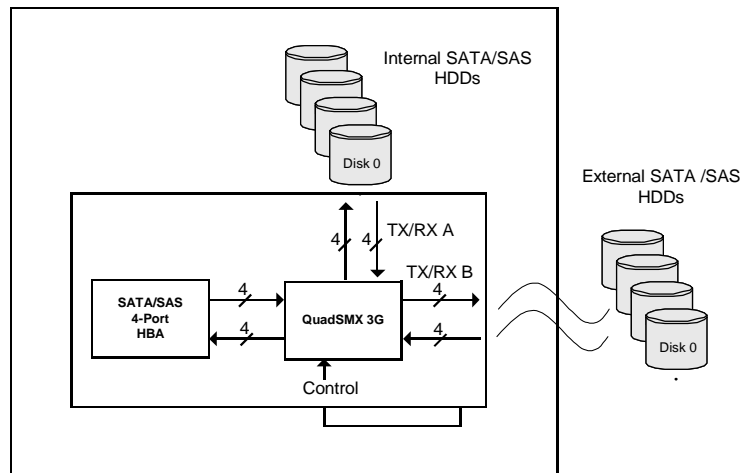 Internal SATA/SAS
HDDs
Disk 0
External SATA /SAS
HDDs
4
4
TX/RX A
TX/RX B
SATA/SAS
4-Port
HBA
4
4
QuadSMX 3G
4
4
Disk 0
Control